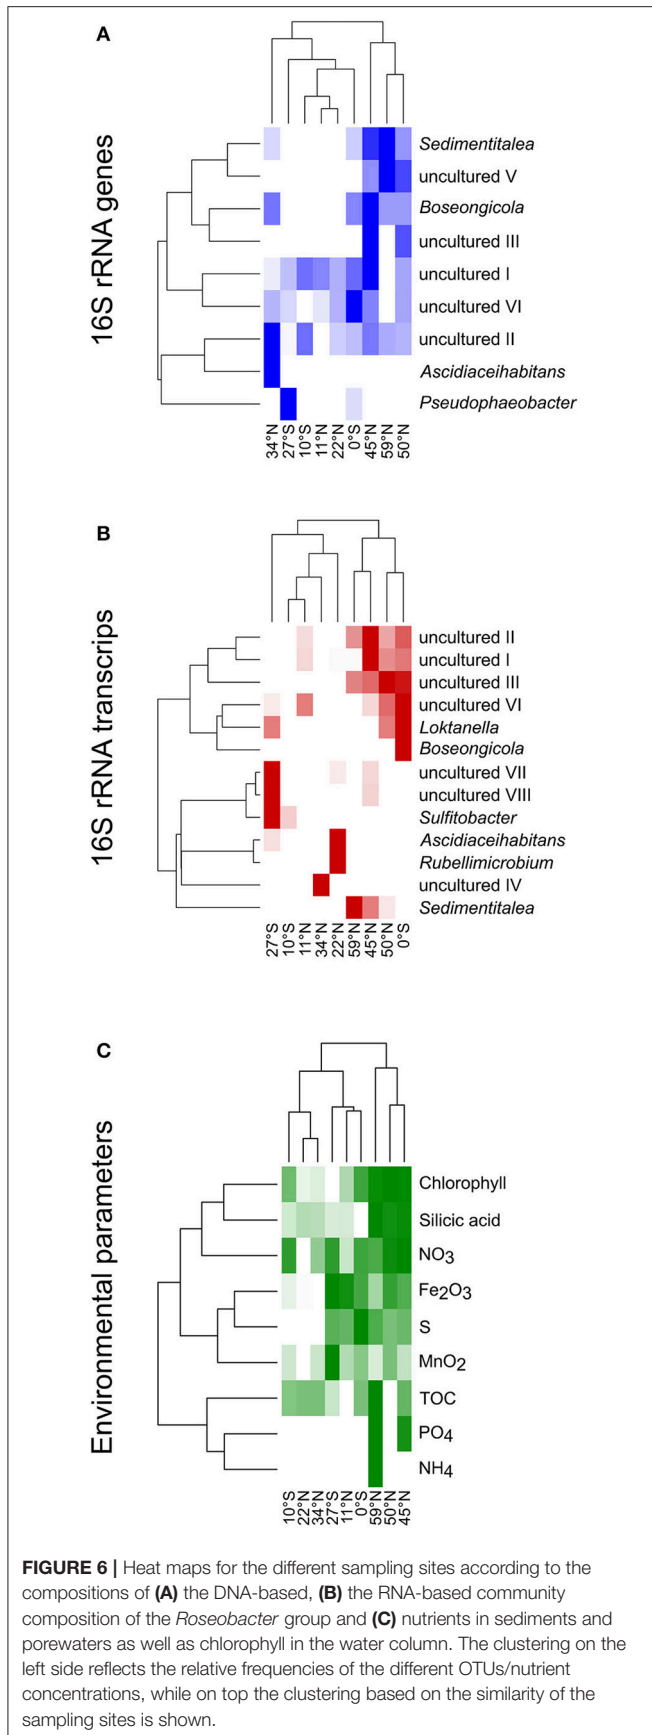 A
16S rRNA genes
Sedimentitalea
uncultured V
Boseongicola
uncultured III
uncultured I
uncultured VI
uncultured II
Ascidiaceihabitans
Pseudophaeobacter
34°N
27°S
10°S
11°N
22°N
0°S
45°N
59°N
50°N
B
16S rRNA transcrips
uncultured II
uncultured I
uncultured III
uncultured VI
Loktanella
Boseongicola
uncultured VII
uncultured VIII
Sulfitobacter
Ascidiaceihabitans
Rubellimicrobium
uncultured IV
Sedimentitalea
27°S
10°S
11°N
34°N
22°N
59°N
45°N
50°N
0°S
C
Environmental parameters
Chlorophyll
Silicic acid
NO3
Fe2O3
S
MnO2
TOC
PO4
NH4
10°S
22°N
34°N
27°S
11°N
0°S
59°N
50°N
45°N
FIGURE 6 | Heat maps for the different sampling sites according to the
compositions of (A) the DNA-based, (B) the RNA-based community
composition of the Roseobacter group and (C) nutrients in sediments and
porewaters as well as chlorophyll in the water column. The clustering on the
left side reflects the relative frequencies of the different OTUs/nutrient
concentrations, while on top the clustering based on the similarity of the
sampling sites is shown.